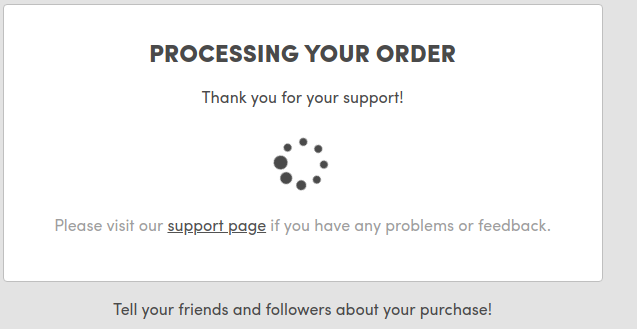 PROCESSING YOUR ORDER
Thank you for your support!
Please visit our support page if you have any problems or feedback.
Tell your friends and followers about your purchase!